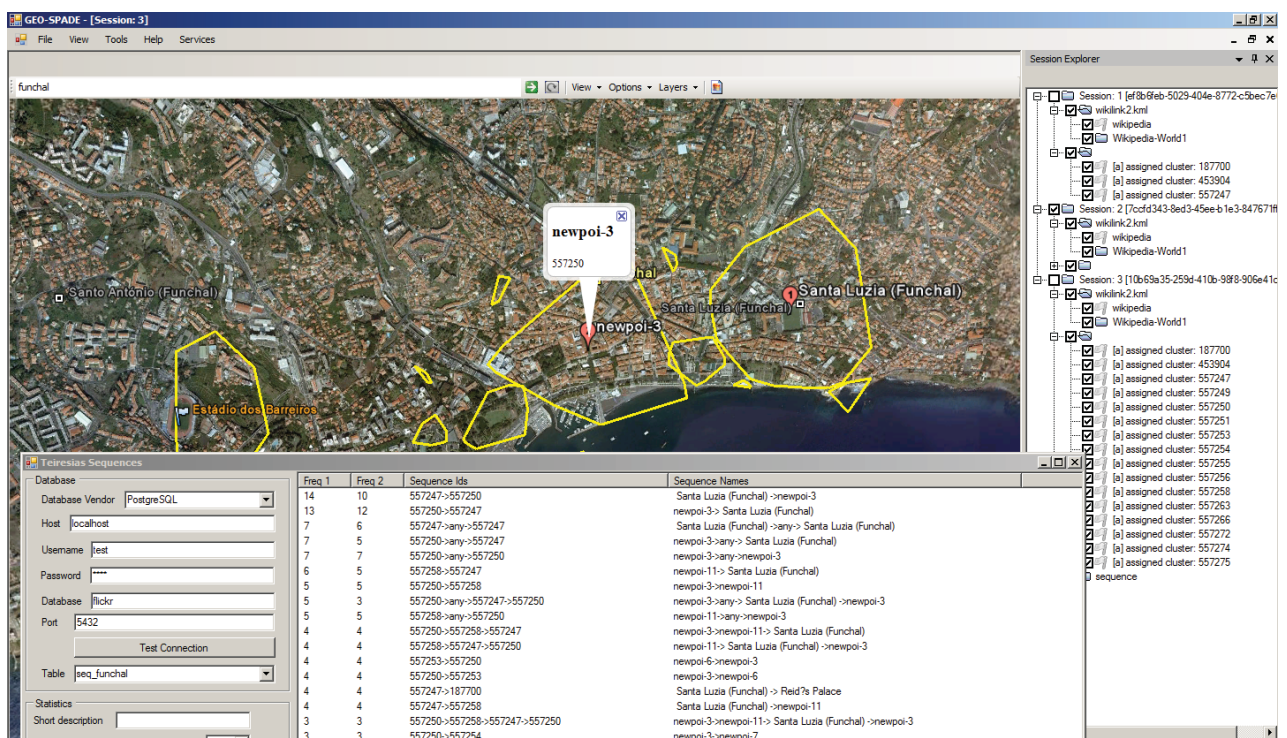 GEO-SPADE - [Session: 3]
File View Tools Help Services
funchal
View Options Layers
newpoi-3
557250
Santo Antonio (Funchal)
Santa Luzia (Funchal)
Santa Luzia (Funchal)
newpoi-3
Estádio dos Barreiros
Session Explorer
Session: 1 [ef8b6feb-5029-404e-8772-c5bec7e
wikilink2.kml
wikipedia
Wikipedia-World1
[a] assigned cluster: 187700
[a] assigned cluster: 453904
[a] assigned cluster: 557247
Session: 2 [7ccfd343-8ed3-45ee-b1e3-847671ff
wikilink2.kml
wikipedia
Wikipedia-World1
Session: 3 [10b69a35-259d-410b-98f8-906e41c
wikilink2.kml
wikipedia
Wikipedia-World1
[a] assigned cluster: 187700
[a] assigned cluster: 453904
[a] assigned cluster: 557247
[a] assigned cluster: 557249
[a] assigned cluster: 557250
[a] assigned cluster: 557251
[a] assigned cluster: 557253
[a] assigned cluster: 557254
[a] assigned cluster: 557255
[a] assigned cluster: 557256
[a] assigned cluster: 557258
[a] assigned cluster: 557263
[a] assigned cluster: 557266
[a] assigned cluster: 557272
[a] assigned cluster: 557274
[a] assigned cluster: 557275
sequence
Teiresias Sequences
Database
Database Vendor PostgreSQL
Host localhost
Username test
Password ****
Database flickr
Port 5432
Test Connection
Table seq_funchal
Statistics
Short description
Freq 1 Freq 2 Sequence Ids Sequence Names
14 10 557247->557250 Santa Luzia (Funchal) ->newpoi-3
13 12 557250->557247 newpoi-3-> Santa Luzia (Funchal)
7 6 557247->any->557247 Santa Luzia (Funchal) ->any-> Santa Luzia (Funchal)
7 5 557250->any->557247 newpoi-3->any-> Santa Luzia (Funchal)
7 7 557250->any->557250 newpoi-3->any->newpoi-3
6 5 557258->557247 newpoi-11-> Santa Luzia (Funchal)
5 5 557250->557258 newpoi-3->newpoi-11
5 3 557250->any->557247->557250 newpoi-3->any-> Santa Luzia (Funchal) ->newpoi-3
5 5 557258->any->557250 newpoi-11->any->newpoi-3
4 4 557250->557258->557247 newpoi-3->newpoi-11-> Santa Luzia (Funchal)
4 4 557258->557247->557250 newpoi-11-> Santa Luzia (Funchal) ->newpoi-3
4 4 557253->557250 newpoi-6->newpoi-3
4 4 557250->557253 newpoi-3->newpoi-6
4 4 557247->187700 Santa Luzia (Funchal) -> Reid?s Palace
4 4 557247->557258 Santa Luzia (Funchal) ->newpoi-11
3 3 557250->557258->557247->557250 newpoi-3->newpoi-11-> Santa Luzia (Funchal) ->newpoi-3
3 3 557250->557254 newpoi-3->newpoi-7